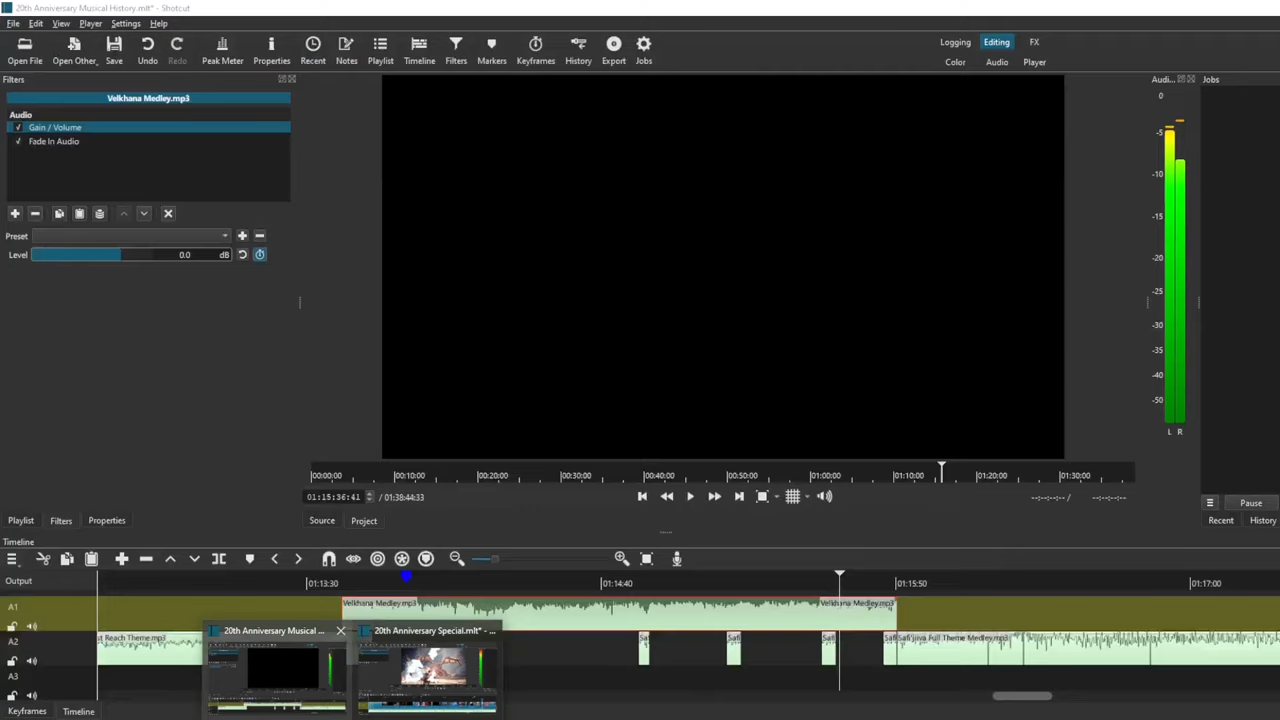 20th Anniversary Musical History.mlt* - Shotcut
File Edit View Player Settings Help
Open File Open Other... Save Undo Redo Peak Meter Properties Recent Notes Playlist Timeline Filters Markers Keyframes History Export Jobs
Logging Editing FX
Color Audio Player
Filters
Audi...
Jobs
Velkhana Medley.mp3
Audio
Gain / Volume
Fade In Audio
Preset
Level 0.0 dB
0
-5
-10
-15
-20
-25
-30
-35
-40
-50
L R
00:00:00 00:10:00 00:20:00 00:30:00 00:40:00 00:50:00 01:00:00 01:10:00 01:20:00 01:30:00
01:15:36:41 / 01:38:44:33
--:--:--:-- / --:--:--:--
Pause
Playlist Filters Properties
Source Project
Recent History
Timeline
Output
01:13:30 01:14:40 01:15:50 01:17:00
A1
Velkhana Medley.mp3 Velkhana Medley.mp3
20th Anniversary Musical ... 20th Anniversary Special.mlt* - ...
A2
t Reach Theme.mp3 Saf Safi Safi Safi Safi'jiiva Full Theme Medley.mp3
A3
Keyframes Timeline